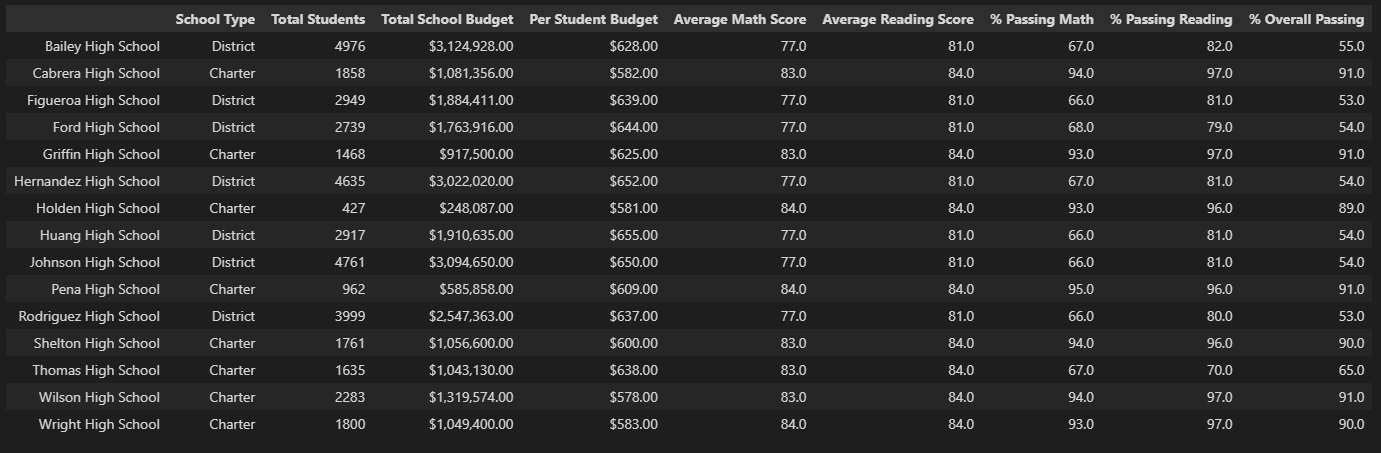 School Type Total Students Total School Budget Per Student Budget Average Math Score Average Reading Score % Passing Math % Passing Reading % Overall Passing
Bailey High School District 4976 $3,124,928.00 $628.00 77.0 81.0 67.0 82.0 55.0
Cabrera High School Charter 1858 $1,081,356.00 $582.00 83.0 84.0 94.0 97.0 91.0
Figueroa High School District 2949 $1,884,411.00 $639.00 77.0 81.0 66.0 81.0 53.0
Ford High School District 2739 $1,763,916.00 $644.00 77.0 81.0 68.0 79.0 54.0
Griffin High School Charter 1468 $917,500.00 $625.00 83.0 84.0 93.0 97.0 91.0
Hernandez High School District 4635 $3,022,020.00 $652.00 77.0 81.0 67.0 81.0 54.0
Holden High School Charter 427 $248,087.00 $581.00 84.0 84.0 93.0 96.0 89.0
Huang High School District 2917 $1,910,635.00 $655.00 77.0 81.0 66.0 81.0 54.0
Johnson High School District 4761 $3,094,650.00 $650.00 77.0 81.0 66.0 81.0 54.0
Pena High School Charter 962 $585,858.00 $609.00 84.0 84.0 95.0 96.0 91.0
Rodriguez High School District 3999 $2,547,363.00 $637.00 77.0 81.0 66.0 80.0 53.0
Shelton High School Charter 1761 $1,056,600.00 $600.00 83.0 84.0 94.0 96.0 90.0
Thomas High School Charter 1635 $1,043,130.00 $638.00 83.0 84.0 67.0 70.0 65.0
Wilson High School Charter 2283 $1,319,574.00 $578.00 83.0 84.0 94.0 97.0 91.0
Wright High School Charter 1800 $1,049,400.00 $583.00 84.0 84.0 93.0 97.0 90.0